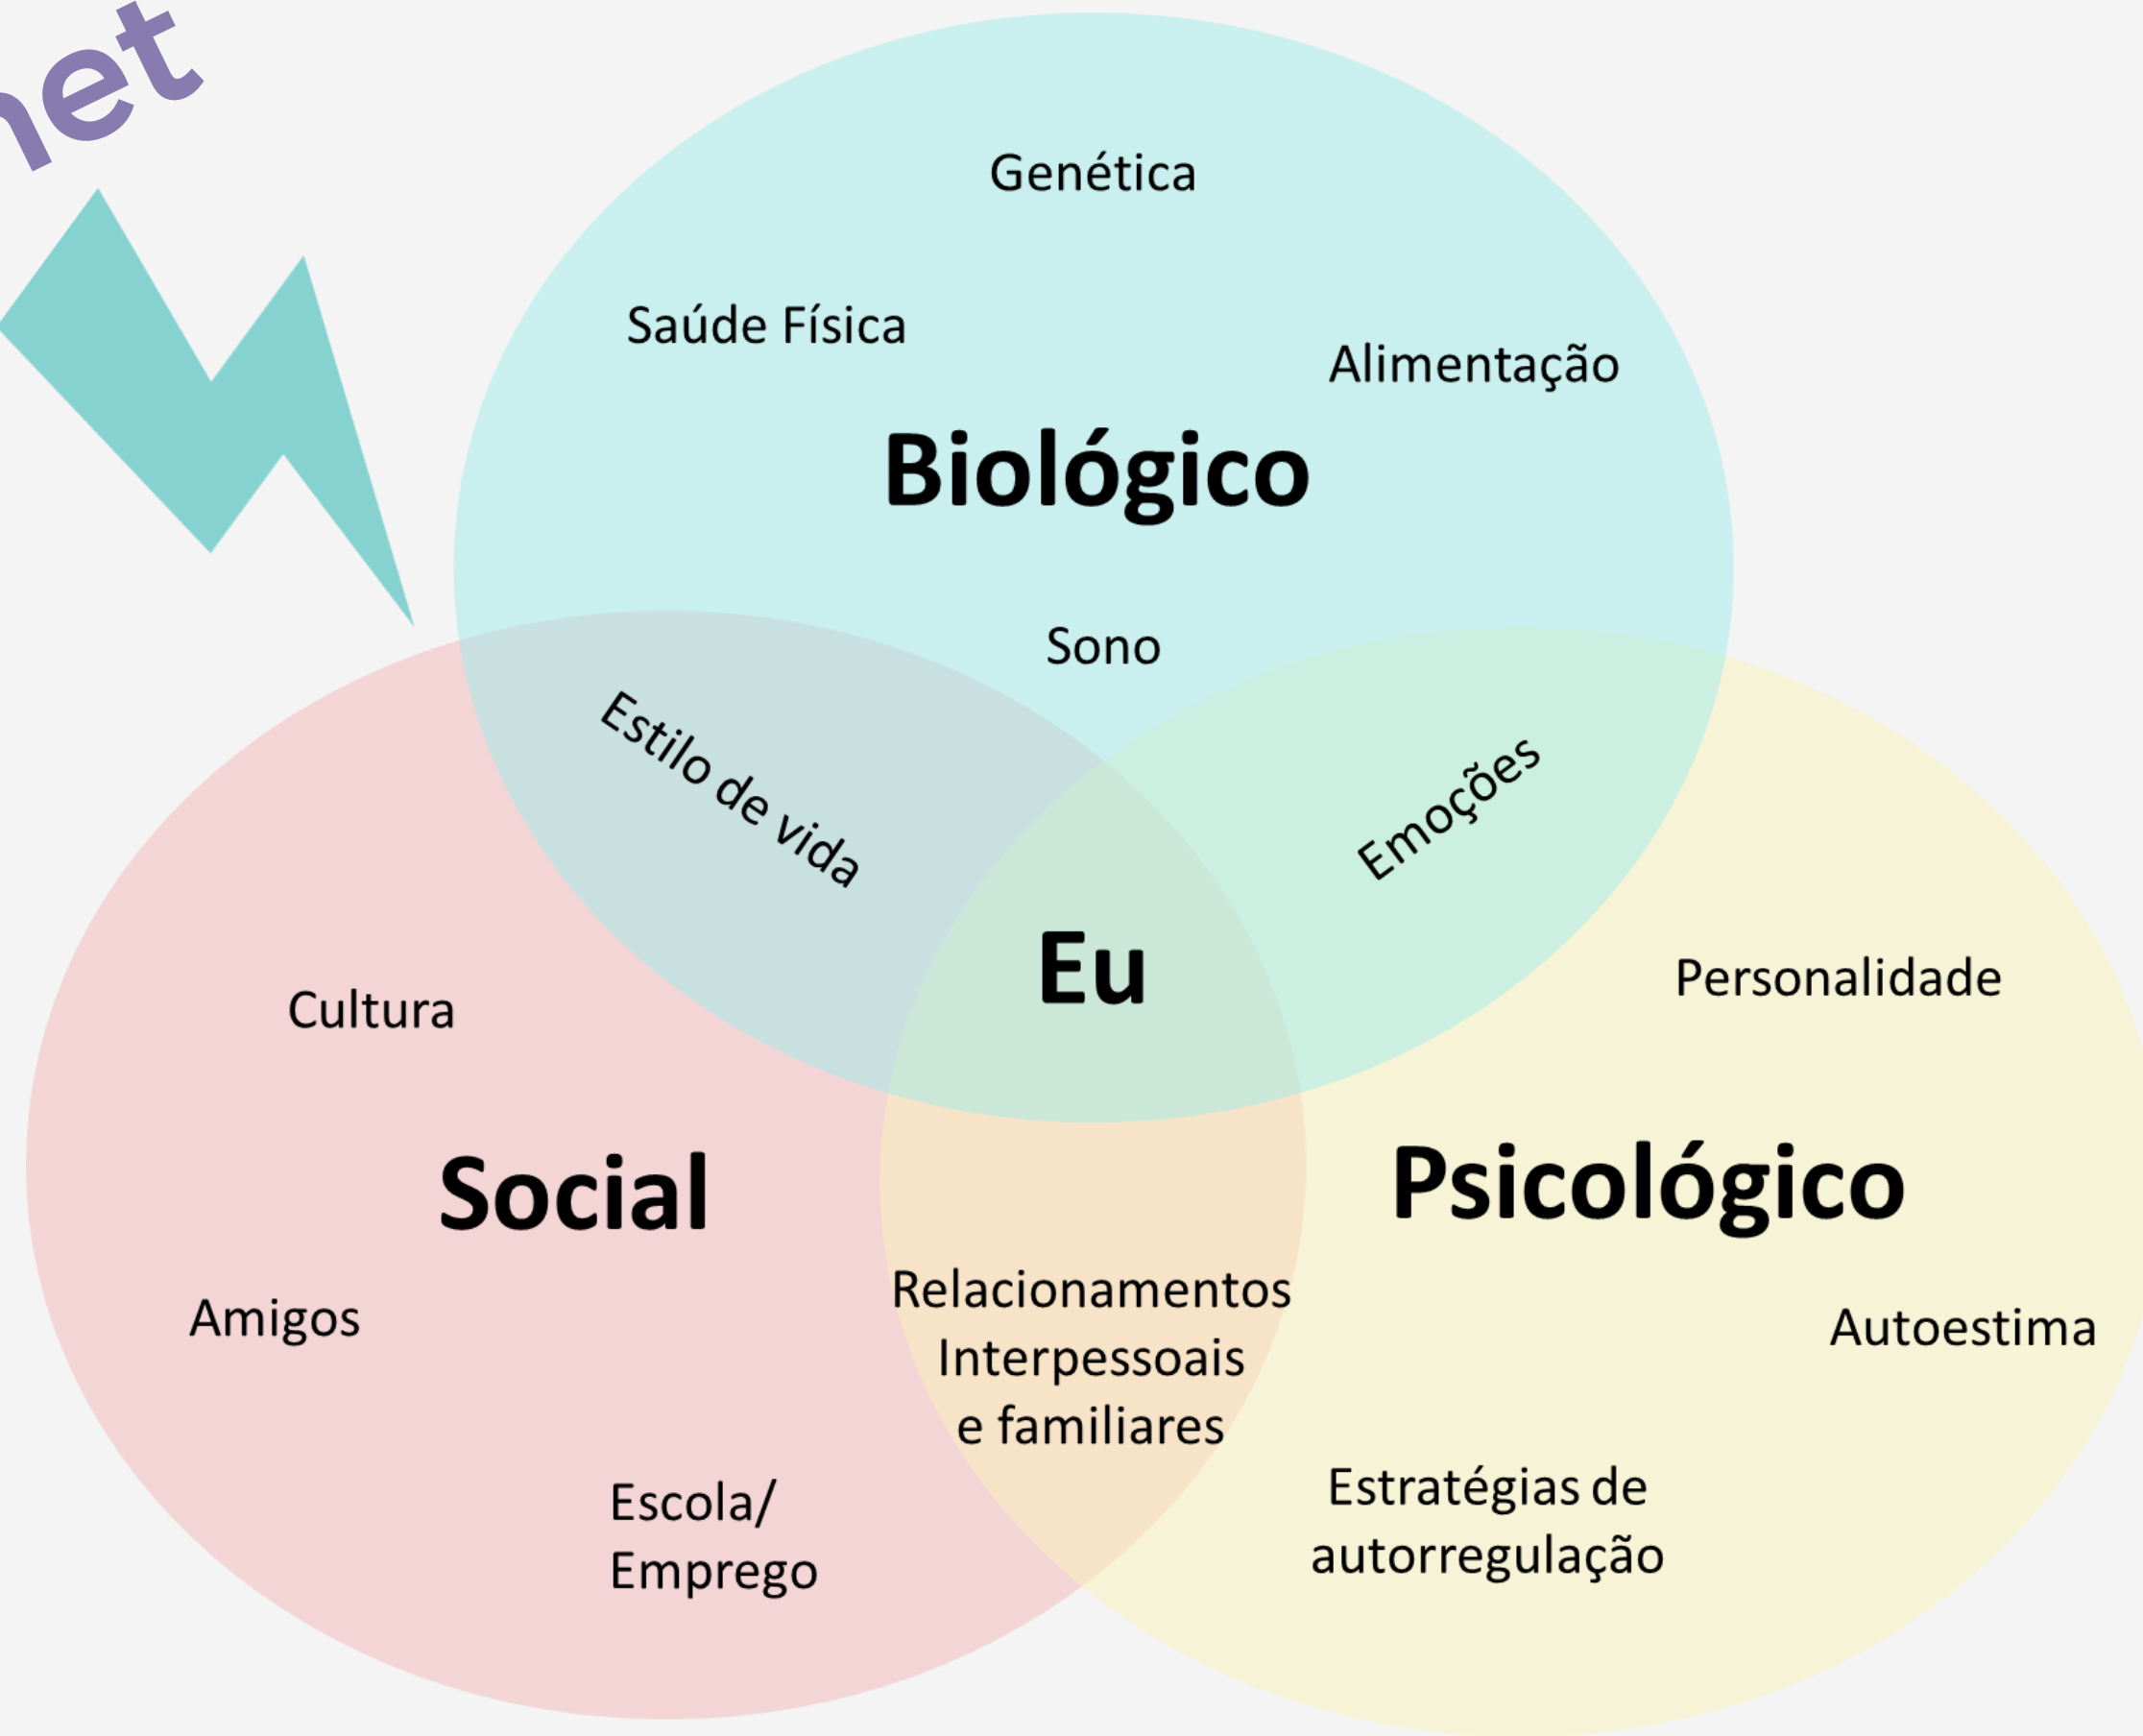 Genética
Saúde Física
Alimentação
Biológico
Sono
Estilo de vida
Emoções
Eu
Cultura
Personalidade
Social
Psicológico
Amigos
Relacionamentos
Interpessoais
e familiares
Autoestima
Escola/
Emprego
Estratégias de
autorregulação